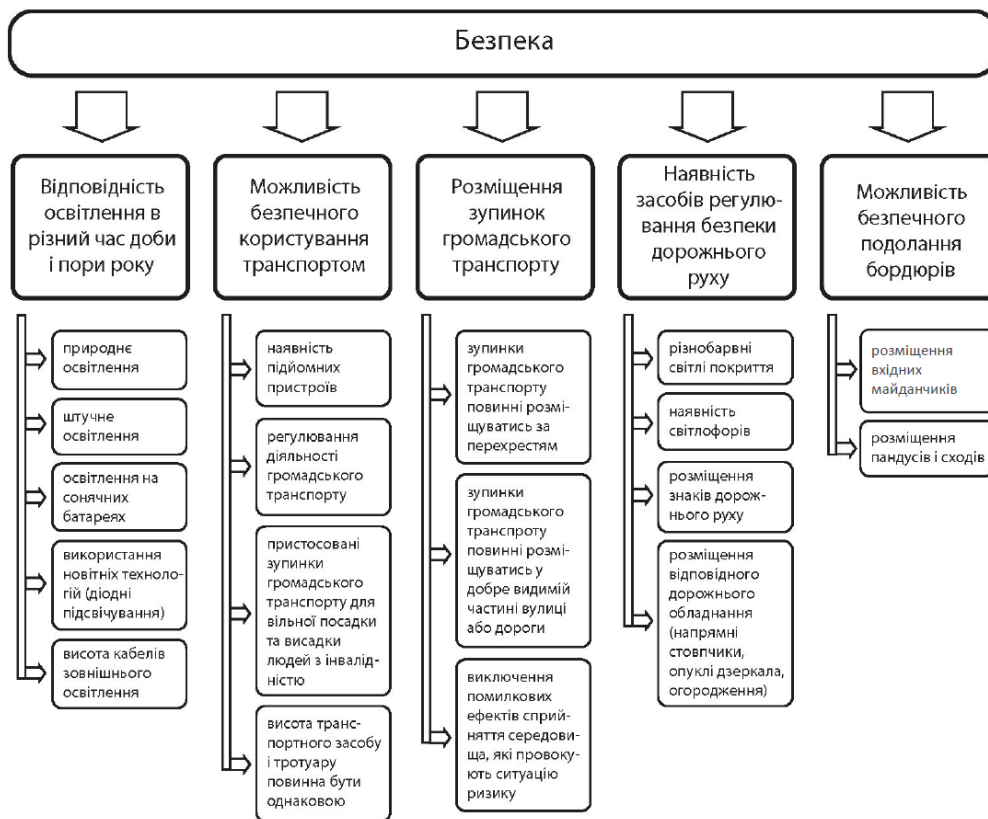 Безпека
Відповідність
освітлення в
різний час доби
і пори року
природнє
освітлення
штучне
освітлення
освітлення на
сонячних
батареях
використання
новітніх техноло-
гій (діодні
підсвічування)
висота кабелів
зовнішнього
освітлення
Можливість
безпечного
користування
транспортом
наявність
підйомних
пристроїв
регулювання
діяльності
громадського
транспорту
пристосовані
зупинки
громадського
транспорту для
вільної посадки
та висадки
людей з інвалід-
ністю
висота транс-
портного засобу
і тротуару
повинна бути
однаковою
Розміщення
зупинок
громадського
транспорту
зупинки
громадського
транспорту
повинні розмі-
щуватись за
перехрестям
зупинки
громадського
транспроту
повинні розмі-
щуватись у
добре видимій
частині вулиці
або дороги
виключення
помилкових
ефектів сприй-
няття середови-
ща, які провоку-
ють ситуацію
ризику
Наявність
засобів регулю-
вання безпеки
дорожнього
руху
різнобарвні
світлі покриття
наявність
світлофорів
розміщення
знаків дорож-
нього руху
розміщення
відповідного
дорожнього
обладнання
(напрямні
стовпчики,
опуклі дзеркала,
огородження)
Можливість
безпечного
подолання
бордюрів
розміщення
вхідних
майданчиків
розміщення
пандусів і сходів